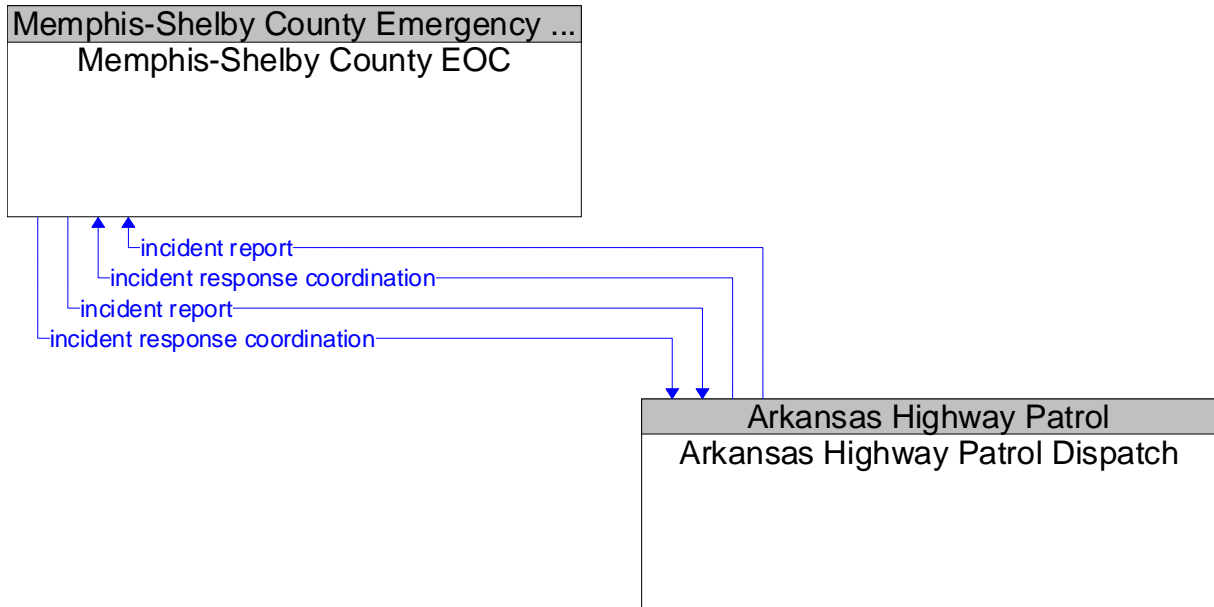 Memphis-Shelby County Emergency ...
Memphis-Shelby County EOC
incident report
incident response coordination
incident report
incident response coordination
Arkansas Highway Patrol
Arkansas Highway Patrol Dispatch